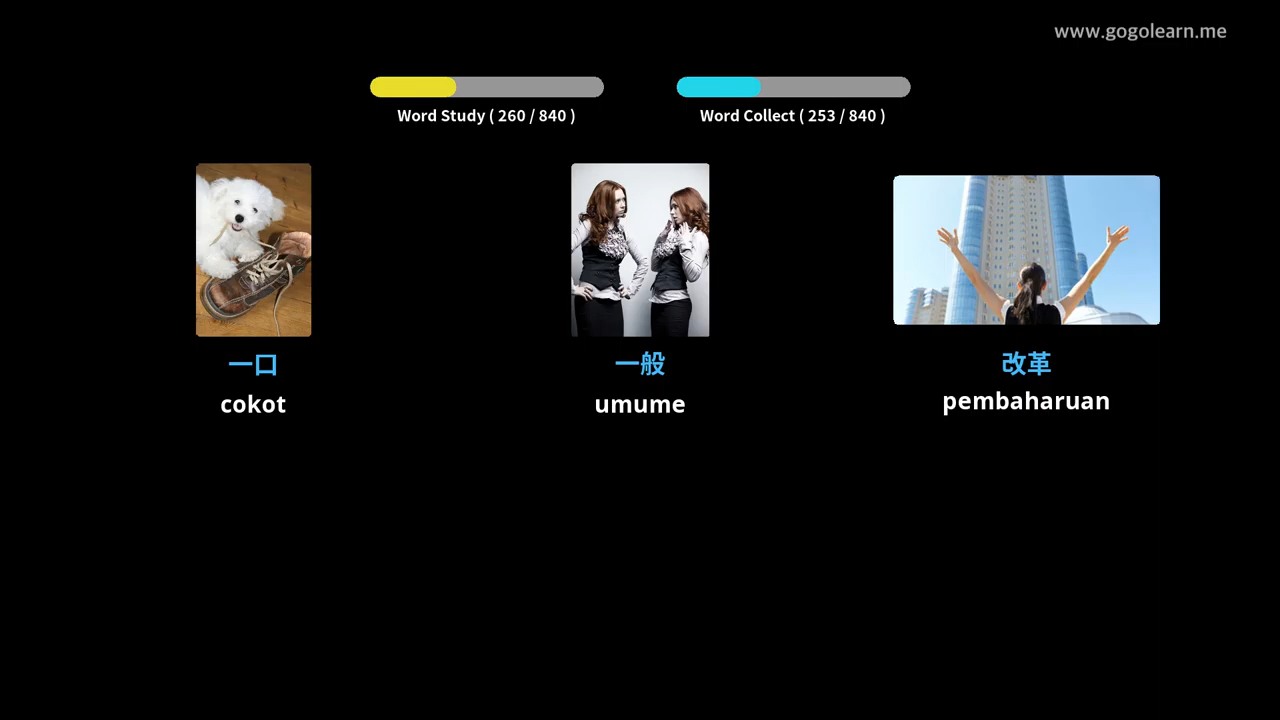 www.gogolearn.me
Word Study ( 260 / 840 )
Word Collect ( 253 / 840 )
一口
一般
改革
cokot
umume
pembaharuan